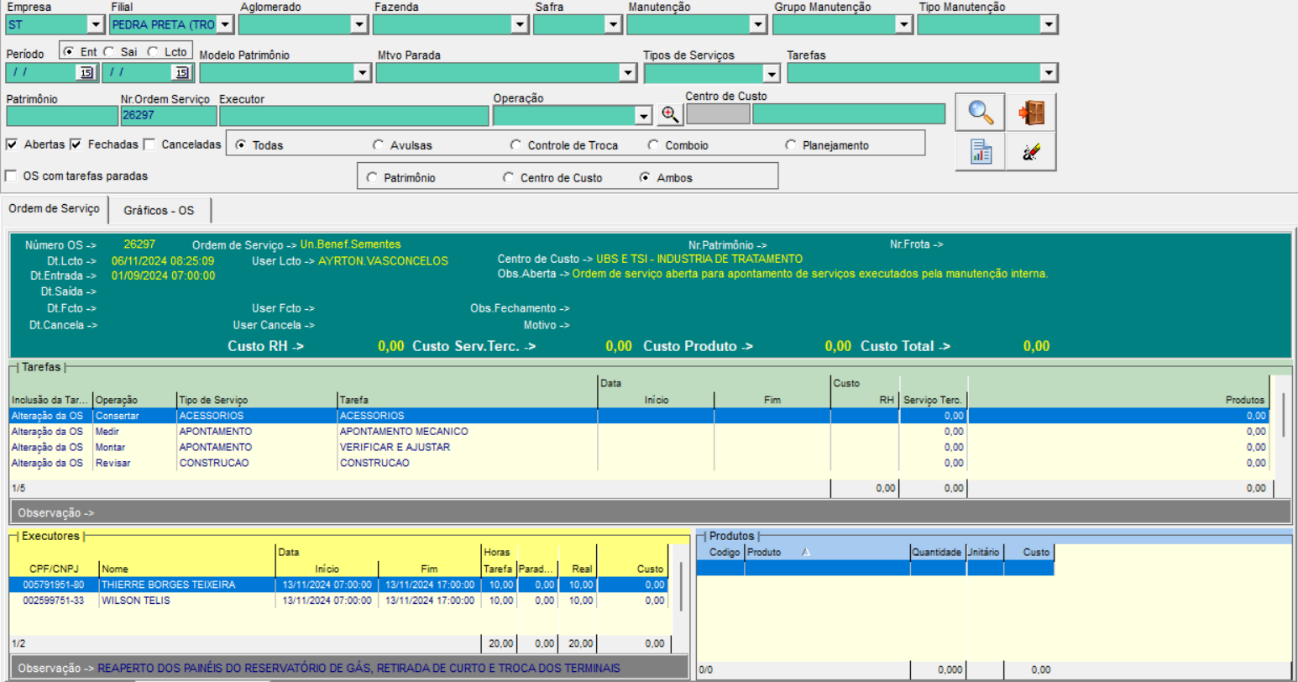 Empresa Filial Aglomerado Fazenda Safra Manutenção Grupo Manutenção Tipo Manutenção
ST PEDRA PRETA (TRO
Período Ent Sai Lcto Modelo Patrimônio Mtvo Parada Tipos de Serviços Tarefas
/ / 15 / / 15
Patrimônio Nr.Ordem Serviço Executor Operação Centro de Custo
26297
Abertas Fechadas Canceladas Todas Avulsas Controle de Troca Comboio Planejamento
OS com tarefas paradas Patrimônio Centro de Custo Ambos
Ordem de Serviço Gráficos - OS
Número OS -> 26297 Ordem de Serviço -> Un.Benef.Sementes Nr.Patrimônio -> Nr.Frota ->
Dt.Lcto -> 06/11/2024 08:25:09 User Lcto -> AYRTON.VASCONCELOS Centro de Custo -> UBS E TSI - INDUSTRIA DE TRATAMENTO
Dt.Entrada -> 01/09/2024 07:00:00 Obs.Aberta -> Ordem de serviço aberta para apontamento de serviços executados pela manutenção interna.
Dt.Saída ->
Dt.Fcto -> User Fcto -> Obs.Fechamento ->
Dt.Cancela -> User Cancela -> Motivo ->
Custo RH -> 0,00 Custo Serv.Terc. -> 0,00 Custo Produto -> 0,00 Custo Total -> 0,00
Tarefas
Data Custo
Inclusão da Tar... Operação Tipo de Serviço Tarefa Início Fim RH Serviço Terc. Produtos
Alteração da OS Consertar ACESSORIOS ACESSORIOS 0,00 0,00
Alteração da OS Medir APONTAMENTO APONTAMENTO MECANICO 0,00 0,00
Alteração da OS Montar APONTAMENTO VERIFICAR E AJUSTAR 0,00 0,00
Alteração da OS Revisar CONSTRUCAO CONSTRUCAO 0,00 0,00
1/5 0,00 0,00 0,00
Observação ->
Executores
Data Horas
CPF/CNPJ Nome Início Fim Tarefa Parad... Real Custo
005791951-80 THIERRE BORGES TEIXEIRA 13/11/2024 07:00:00 13/11/2024 17:00:00 10,00 0,00 10,00 0,00
002599751-33 WILSON TELIS 13/11/2024 07:00:00 13/11/2024 17:00:00 10,00 0,00 10,00 0,00
1/2 20,00 0,00 20,00 0,00
Observação -> REAPERTO DOS PAINÉIS DO RESERVATÓRIO DE GÁS, RETIRADA DE CURTO E TROCA DOS TERMINAIS
Produtos
Codigo Produto Quantidade Jnitário Custo
0/0 0,000 0,00